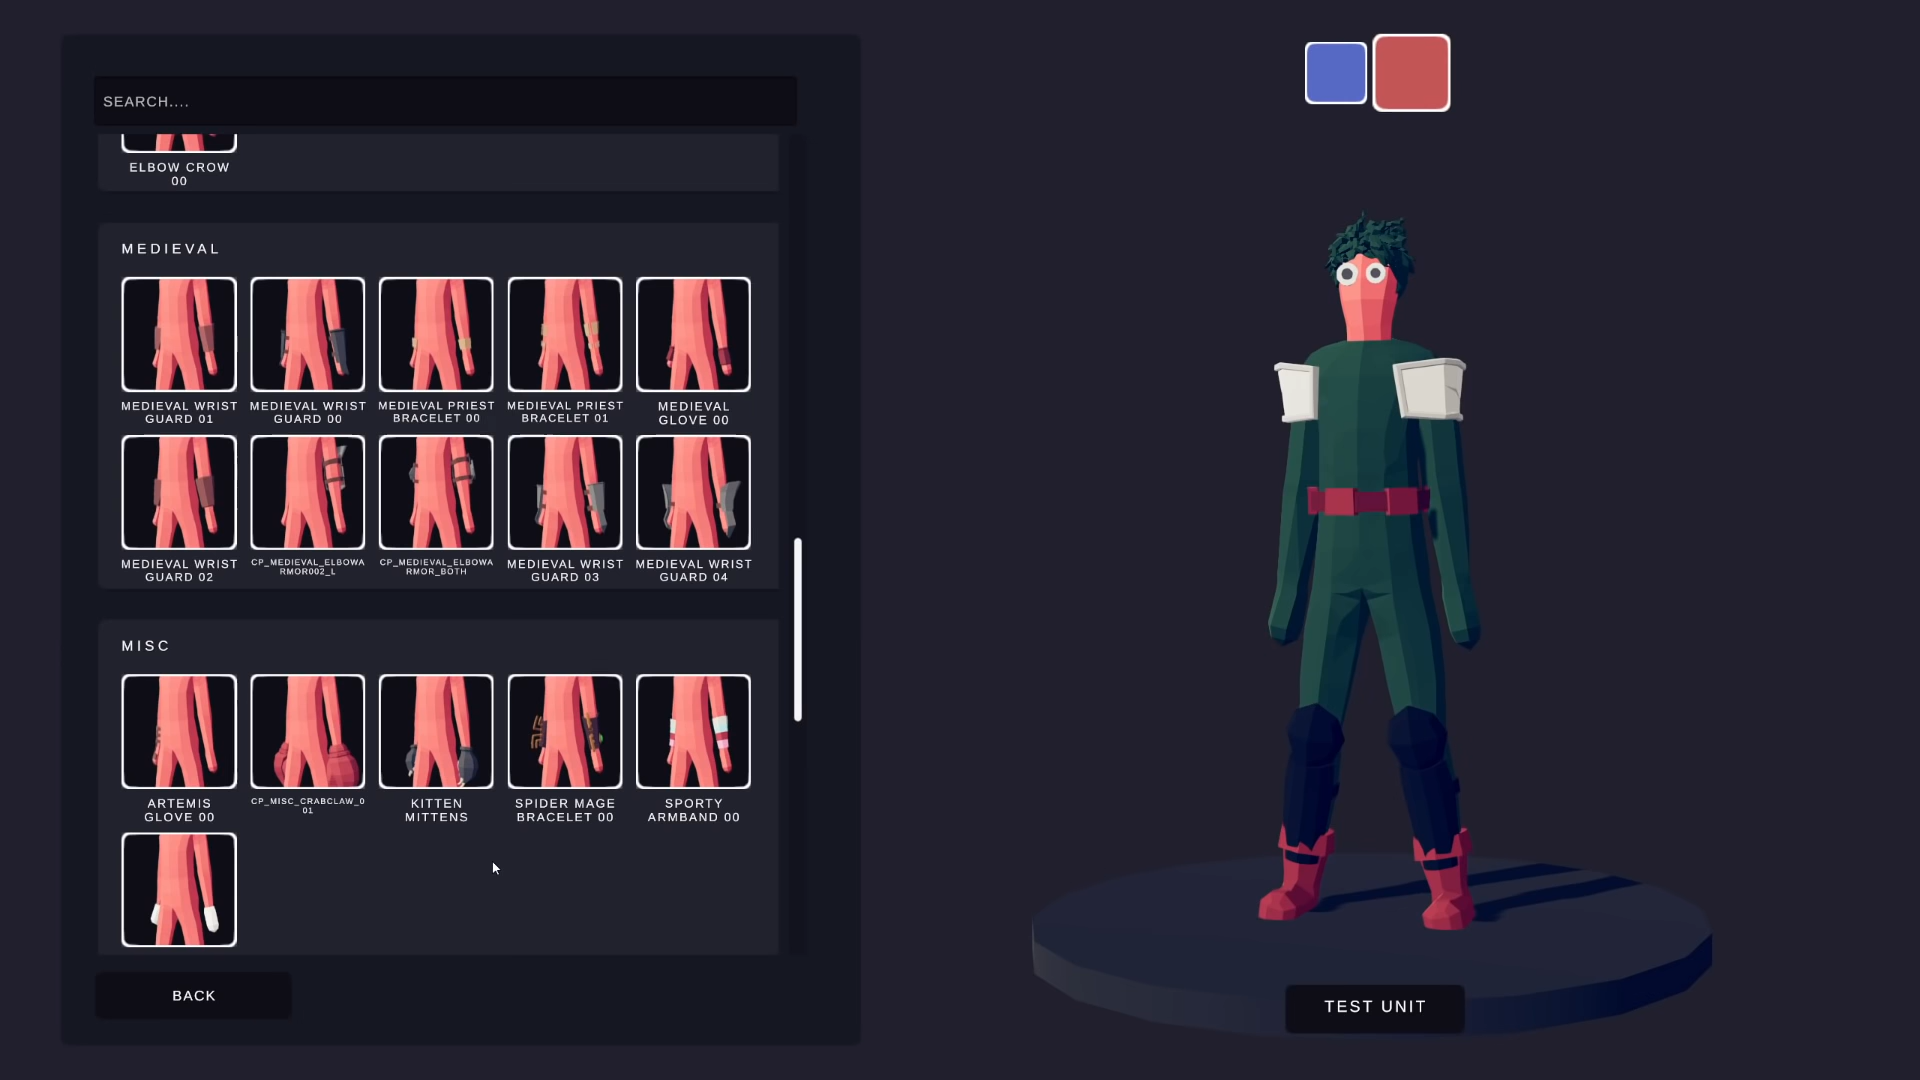 SEARCH....
ELBOW CROW
00
MEDIEVAL
MEDIEVAL WRIST
GUARD 01
MEDIEVAL WRIST
GUARD 00
MEDIEVAL PRIEST
BRACELET 00
MEDIEVAL PRIEST
BRACELET 01
MEDIEVAL
GLOVE 00
MEDIEVAL WRIST
GUARD 02
CP_MEDIEVAL_ELBOWA
RMOR002_L
CP_MEDIEVAL_ELBOWA
RMOR_BOTH
MEDIEVAL WRIST
GUARD 03
MEDIEVAL WRIST
GUARD 04
MISC
ARTEMIS
GLOVE 00
CP_MISC_CRABCLAW_0
01
KITTEN
MITTENS
SPIDER MAGE
BRACELET 00
SPORTY
ARMBAND 00
BACK
TEST UNIT